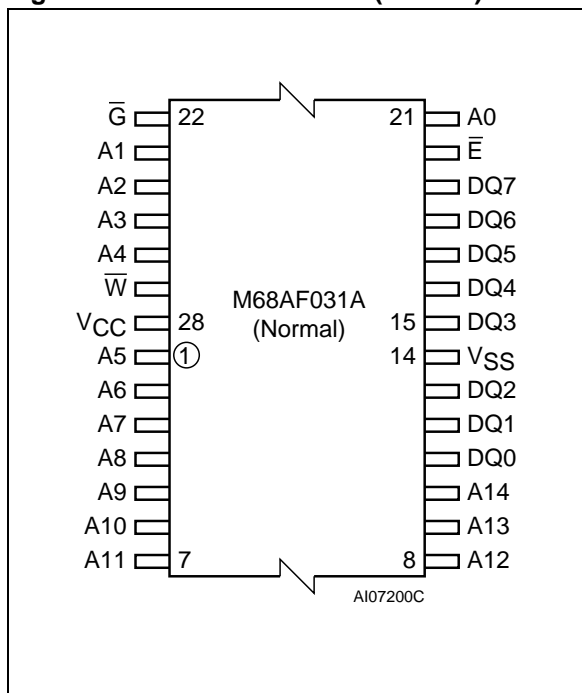 G̅ 22 21 A0
A1 E̅
A2 DQ7
A3 DQ6
A4 DQ5
W̅ DQ4
M68AF031A
VCC 28 (Normal) 15 DQ3
A5 1 14 VSS
A6 DQ2
A7 DQ1
A8 DQ0
A9 A14
A10 A13
A11 7 8 A12
AI07200C